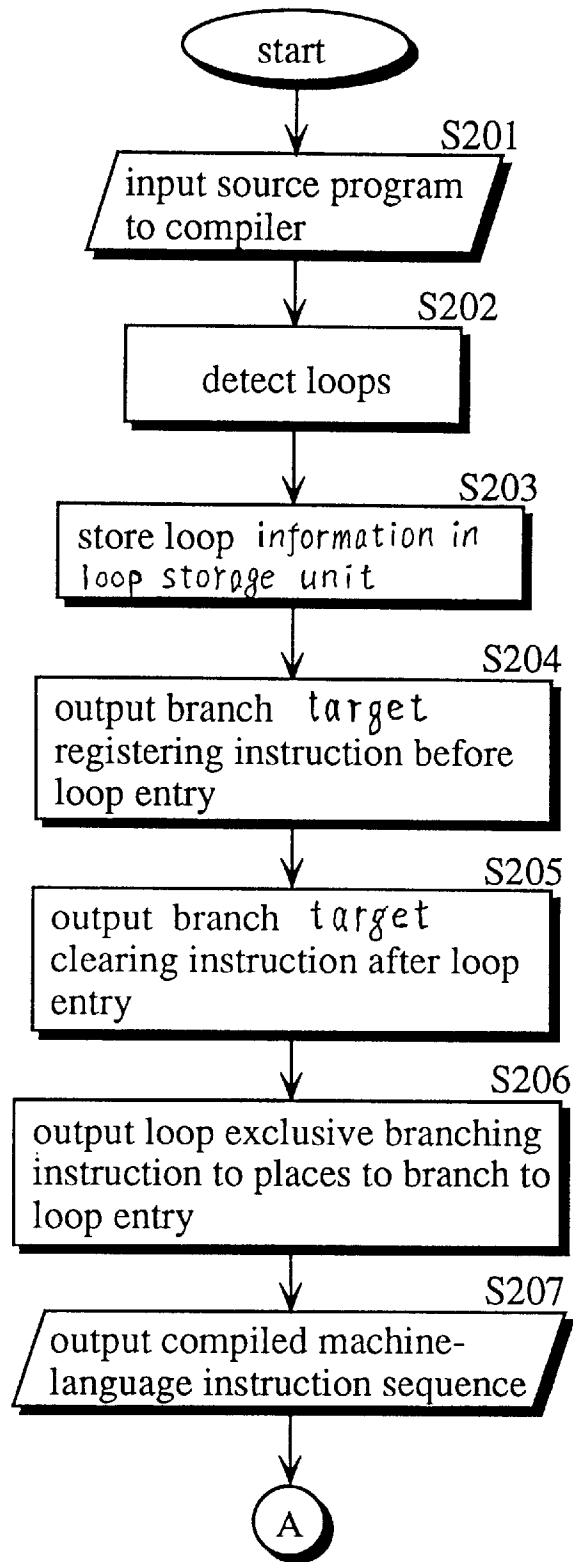 start
S201
input source program
to compiler
S202
detect loops
S203
store loop information in
loop storage unit
S204
output branch target
registering instruction before
loop entry
S205
output branch target
clearing instruction after loop
entry
S206
output loop exclusive branching
instruction to places to branch to
loop entry
S207
output compiled machine-
language instruction sequence
A